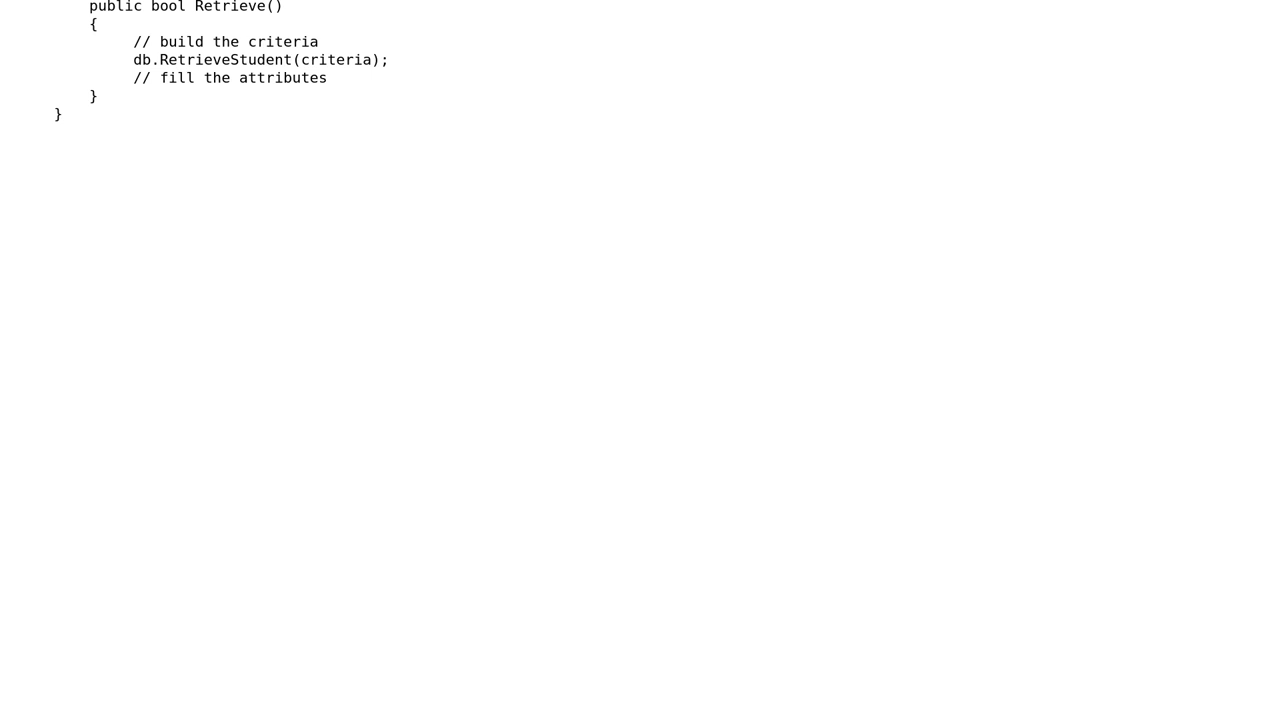 public bool Retrieve()
{
// build the criteria
db.RetrieveStudent(criteria);
// fill the attributes
}
}